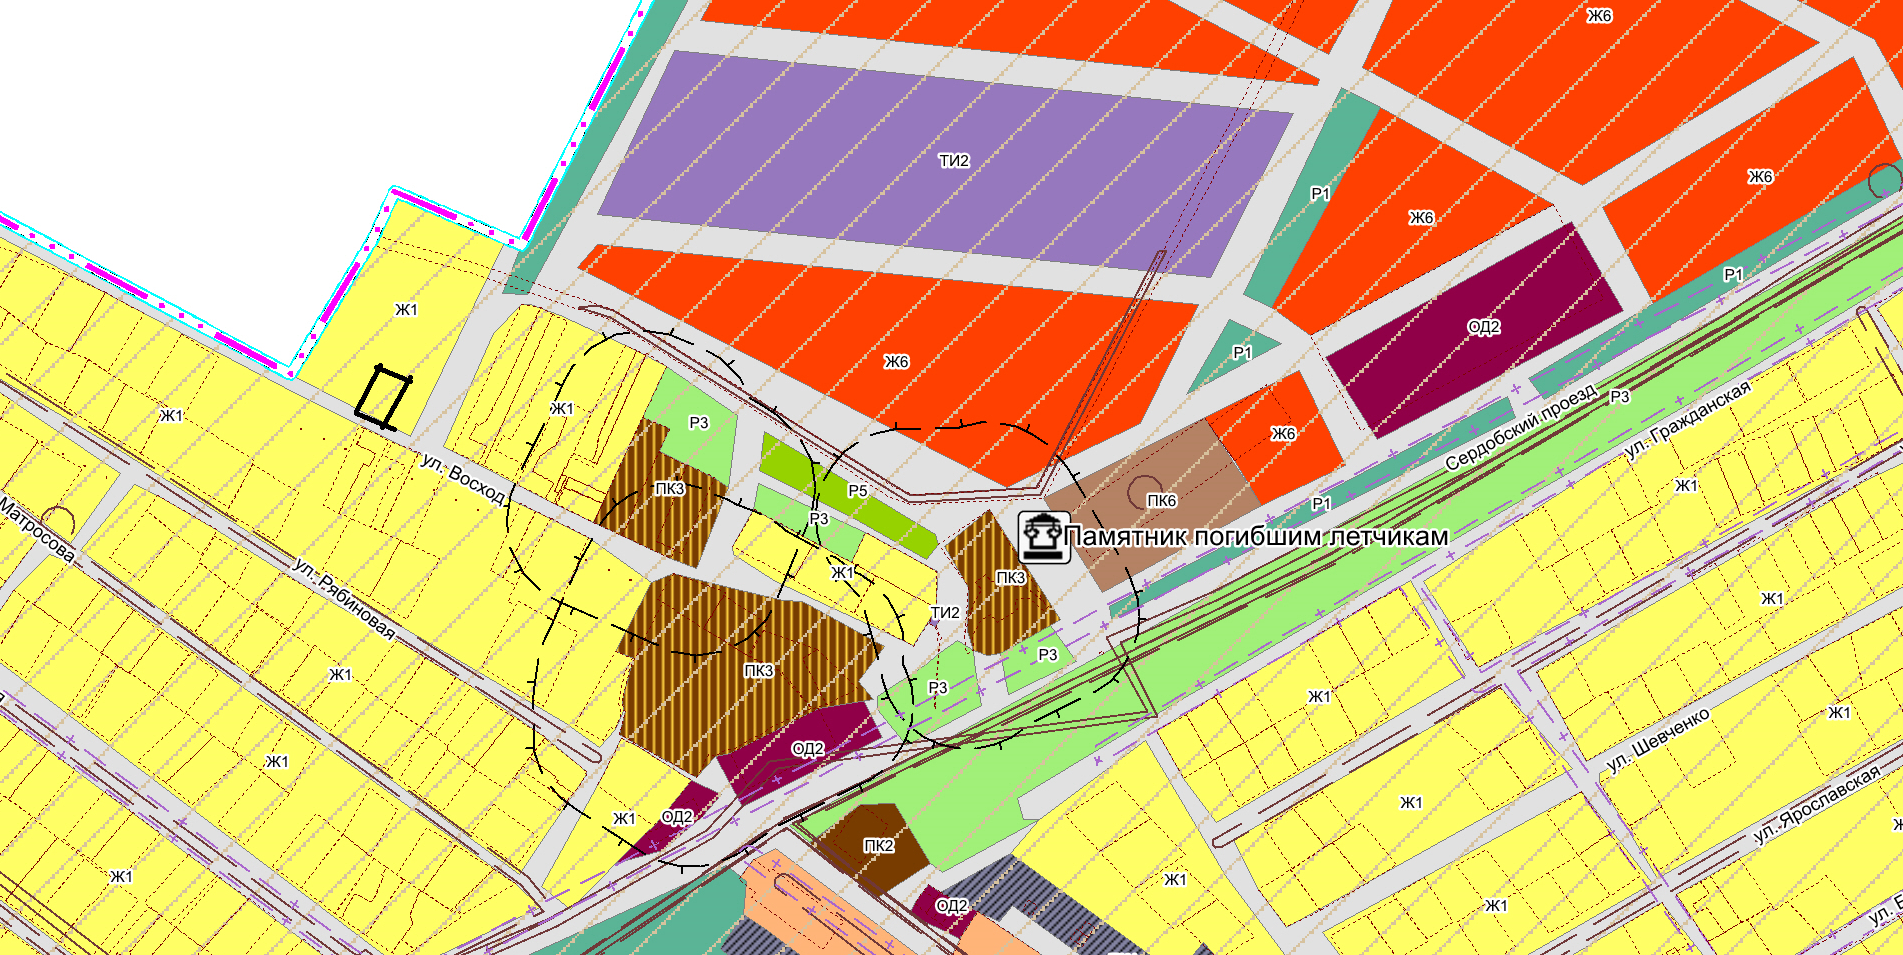 Ж6
ТИ2
Ж6
Р1
Ж6
Р1
Ж1
ОД2
Р1
Ж6
Р3
Ж1
Ж1
Р3
Ж6
Сердобский проезд
ул. Гражданская
ул. Восход
ПК3
Р5
ПК6
Р1
Ж1
Р3
Матросова
Памятник погибшим летчикам
Ж1
ПК3
ул. Рябиновая
ТИ2
Ж1
Р3
ПК3
Ж1
Р3
Ж1
Ж1
ул. Шевченко
ОД2
Ж1
Ж1
ул. Ярославская
Ж1
ОД2
ПК2
Ж1
Ж1
ОД2
Ж1